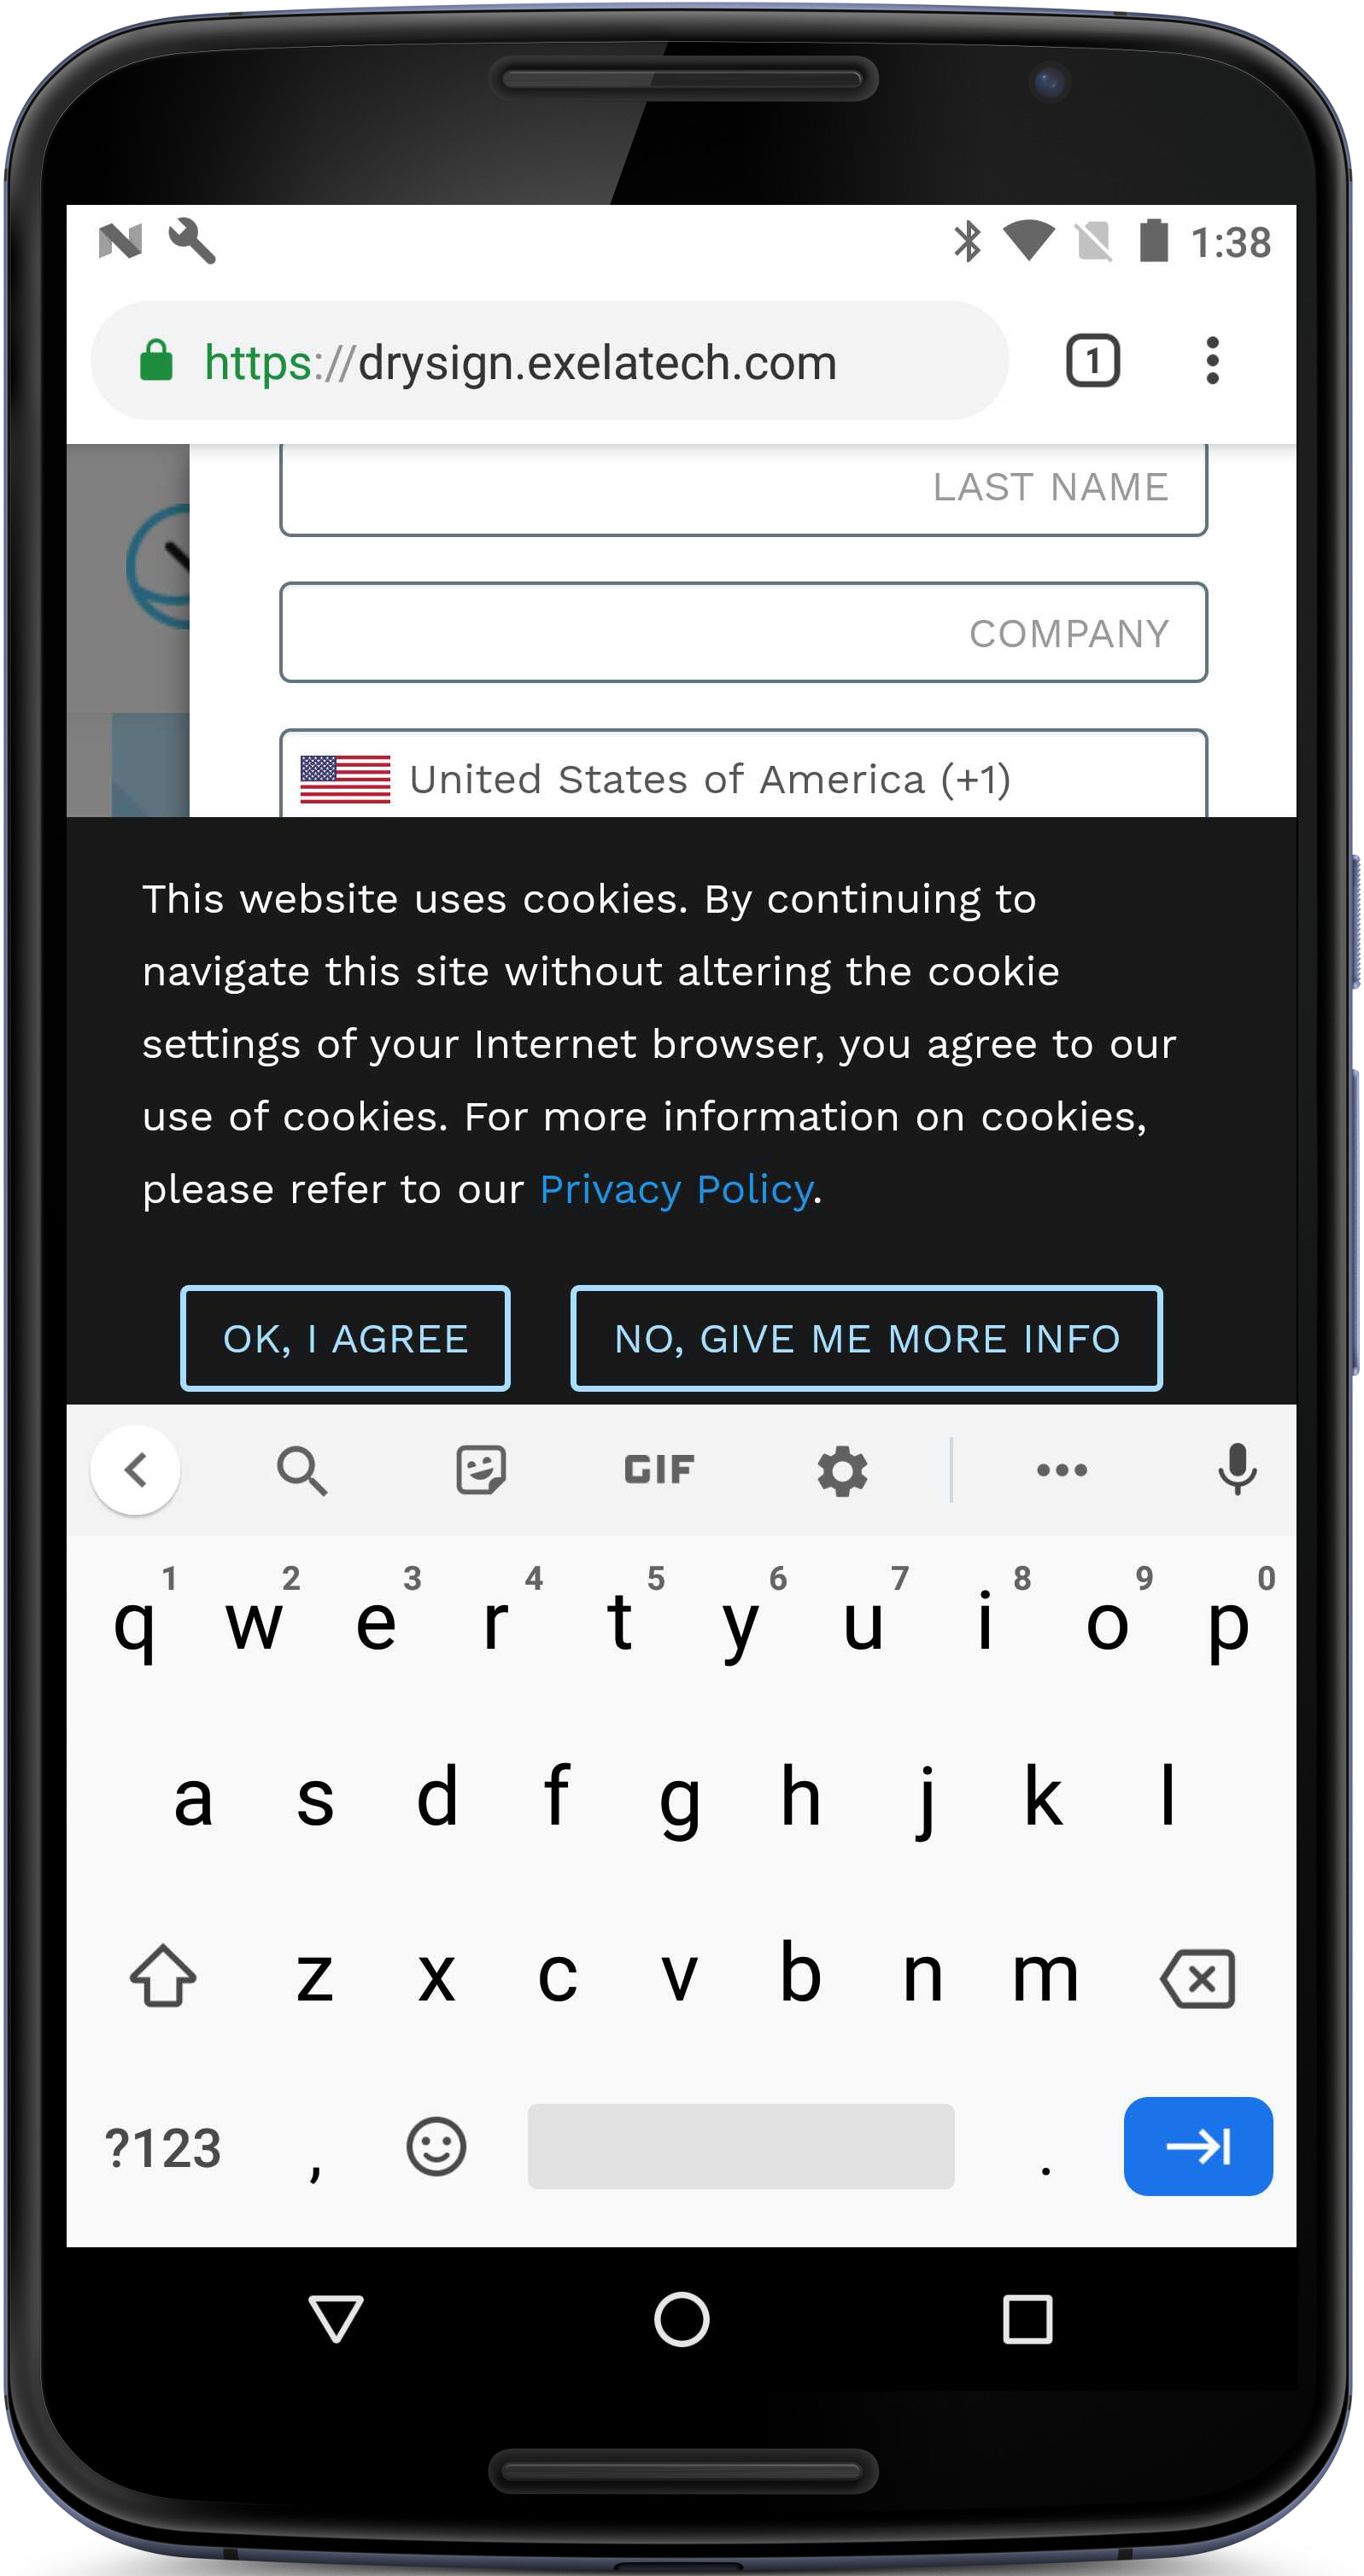 1:38
https://drysign.exelatech.com 1
LAST NAME
COMPANY
United States of America (+1)
This website uses cookies. By continuing to
navigate this site without altering the cookie
settings of your Internet browser, you agree to our
use of cookies. For more information on cookies,
please refer to our Privacy Policy.
OK, I AGREE NO, GIVE ME MORE INFO
GIF
1 2 3 4 5 6 7 8 9 0
q w e r t y u i o p
a s d f g h j k l
z x c v b n m
?123 , .